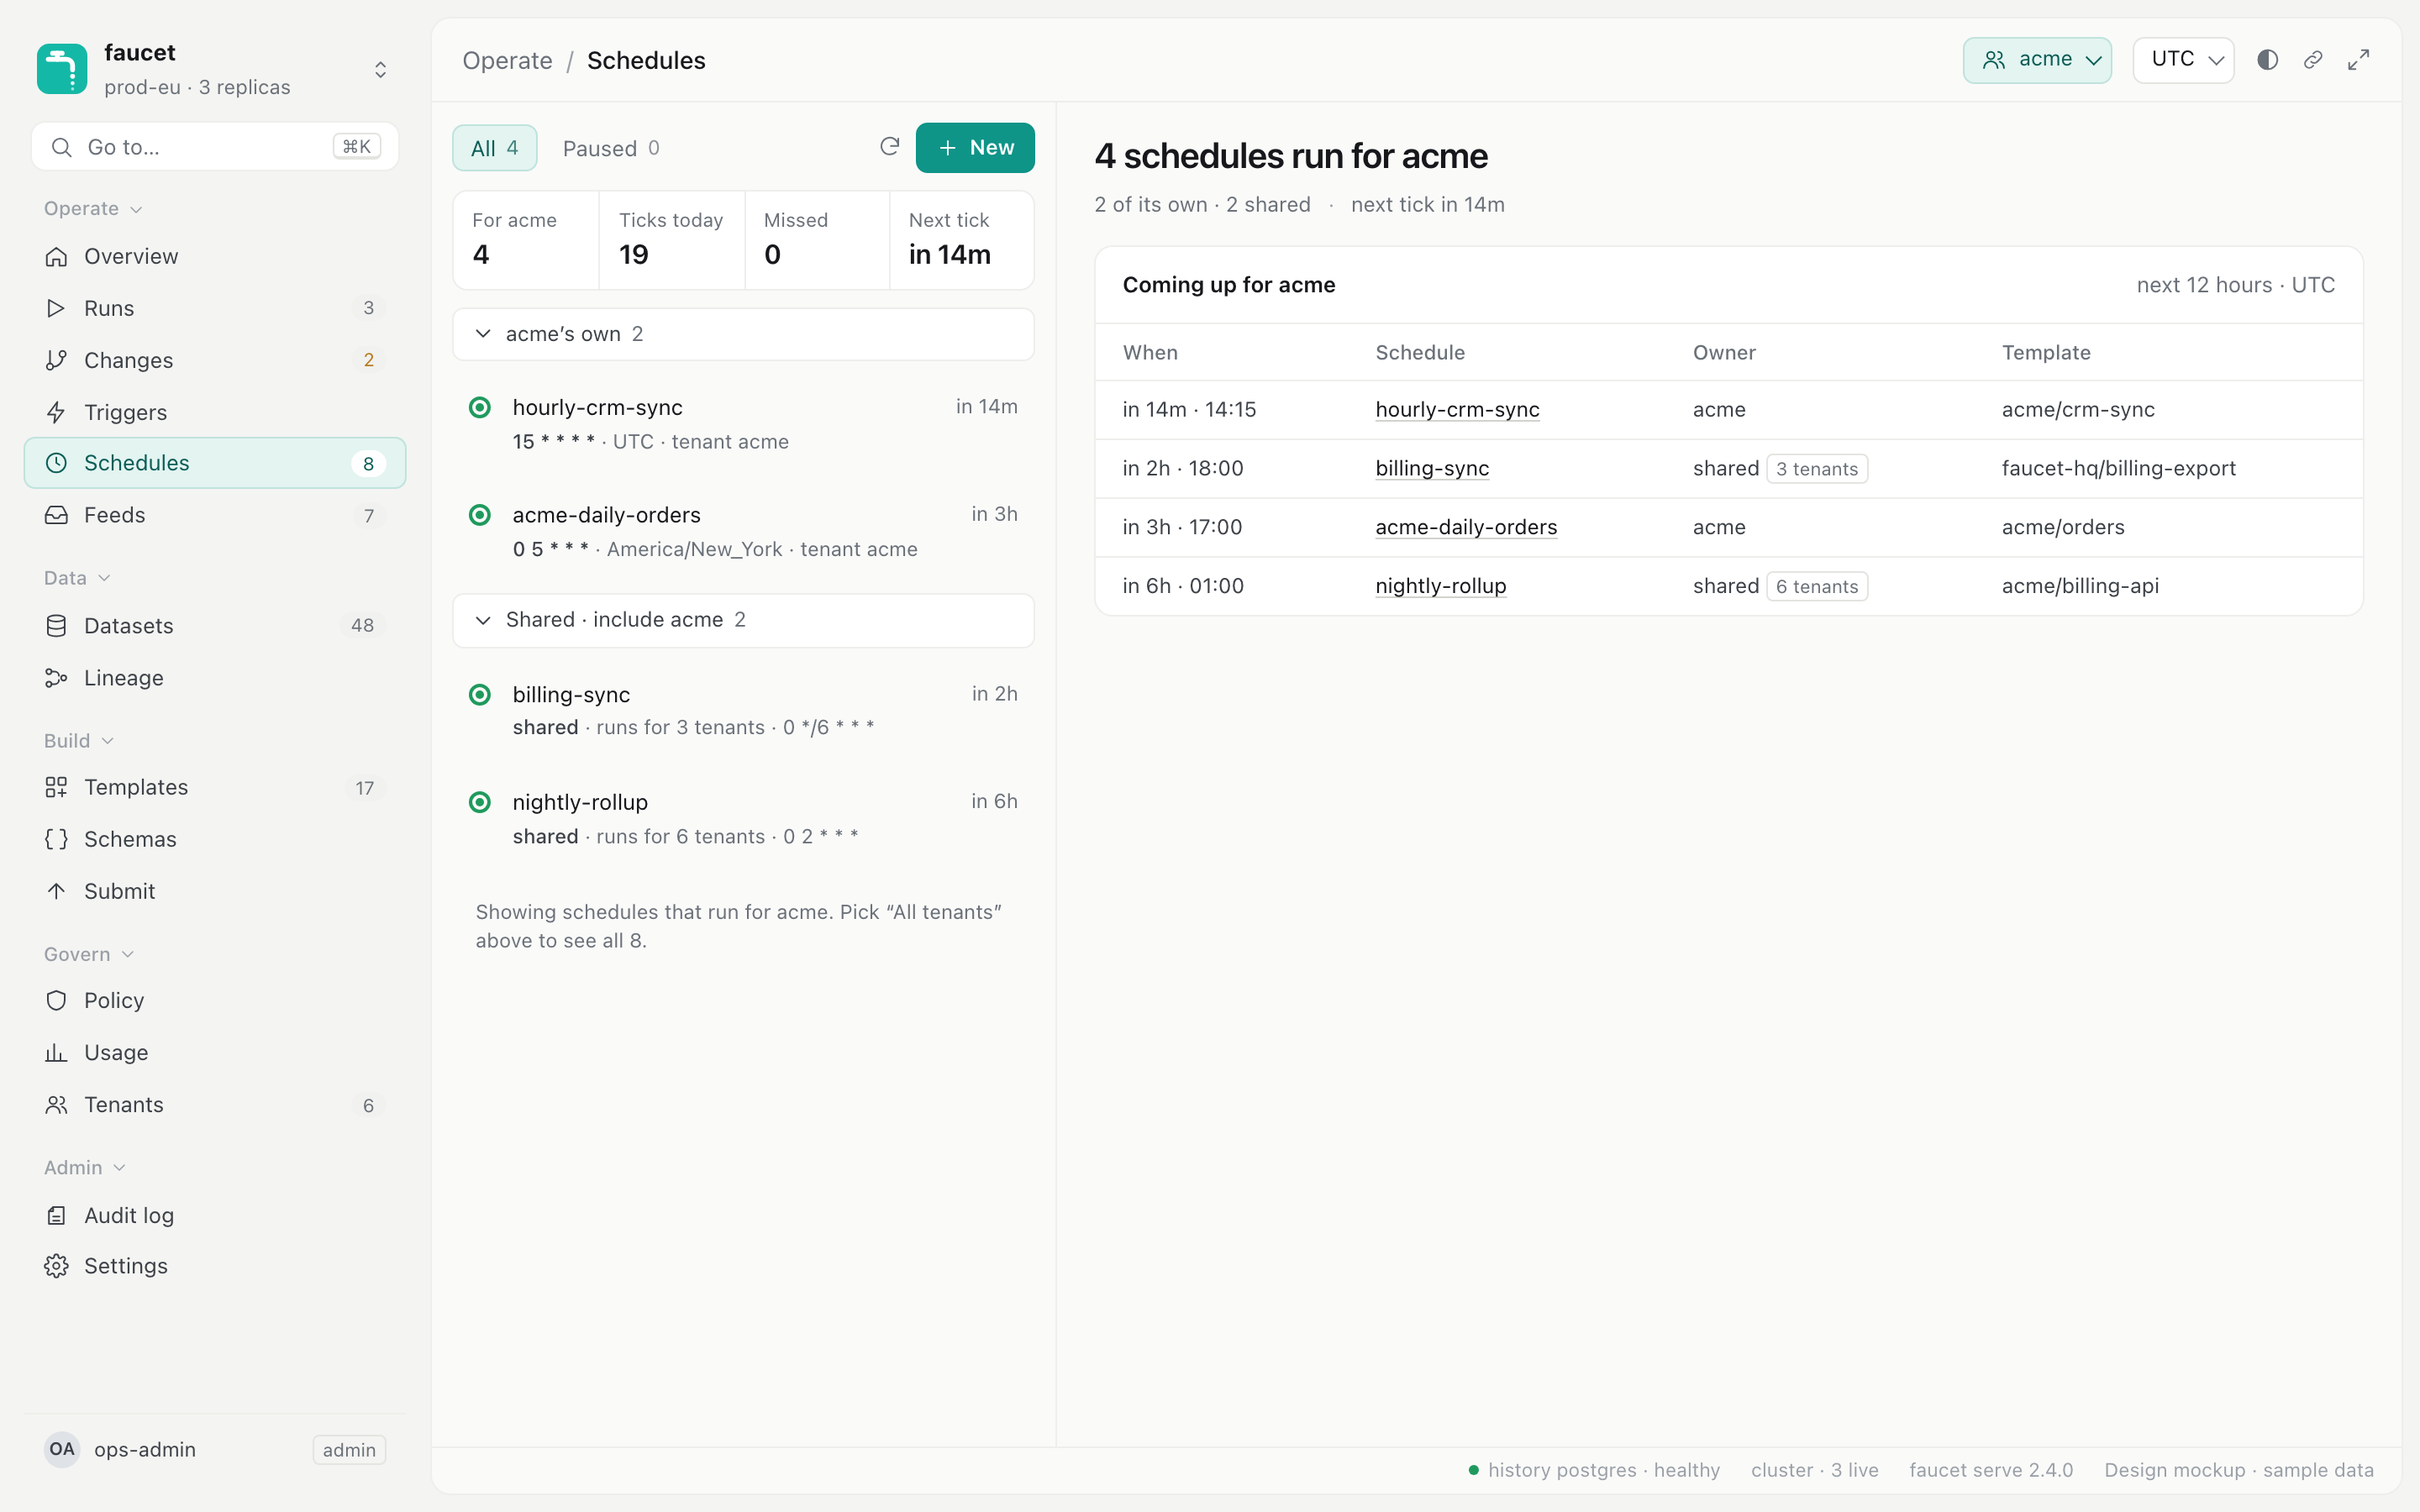 faucet
prod-eu · 3 replicas
Go to...
⌘K
Operate
Overview
Runs 3
Changes 2
Triggers
Schedules 8
Feeds 7
Data
Datasets 48
Lineage
Build
Templates 17
Schemas
Submit
Govern
Policy
Usage
Tenants 6
Admin
Audit log
Settings
OA ops-admin admin
Operate / Schedules
acme
UTC
All 4
Paused 0
+ New
For acme
4
Ticks today
19
Missed
0
Next tick
in 14m
acme’s own 2
hourly-crm-sync in 14m
15 * * * * · UTC · tenant acme
acme-daily-orders in 3h
0 5 * * * · America/New_York · tenant acme
Shared · include acme 2
billing-sync in 2h
shared · runs for 3 tenants · 0 */6 * * *
nightly-rollup in 6h
shared · runs for 6 tenants · 0 2 * * *
Showing schedules that run for acme. Pick “All tenants”
above to see all 8.
4 schedules run for acme
2 of its own · 2 shared · next tick in 14m
Coming up for acme next 12 hours · UTC
When Schedule Owner Template
in 14m · 14:15 hourly-crm-sync acme acme/crm-sync
in 2h · 18:00 billing-sync shared 3 tenants faucet-hq/billing-export
in 3h · 17:00 acme-daily-orders acme acme/orders
in 6h · 01:00 nightly-rollup shared 6 tenants acme/billing-api
history postgres · healthy cluster · 3 live faucet serve 2.4.0 Design mockup · sample data